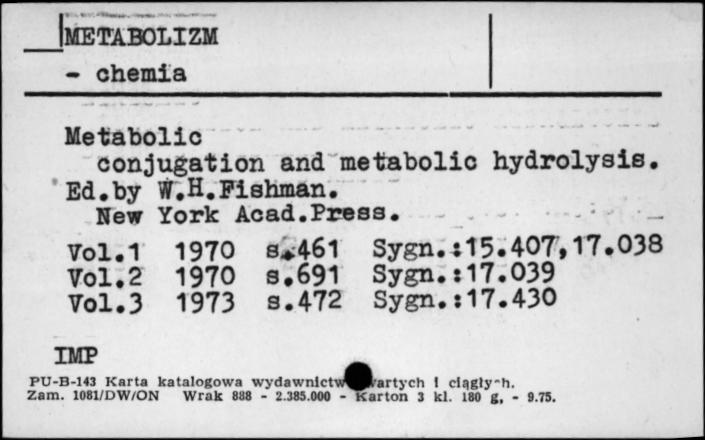 METABOLIZM
- chemia
Metabolic
conjugation and metabolic hydrolysis.
Ed.by W.H.Fishman.
New York Acad.Press.
Vol.1 1970 s.461 Sygn.:15.407,17.038
Vol.2 1970 s.691 Sygn.:17.039
Vol.3 1973 s.472 Sygn.:17.430
IMP
PU-B-143 Karta katalogowa i
Zam. 1081/DW/ON Wrak 888 - 2.385.000 - Karton 3 kl. 180 g, - 9.75.